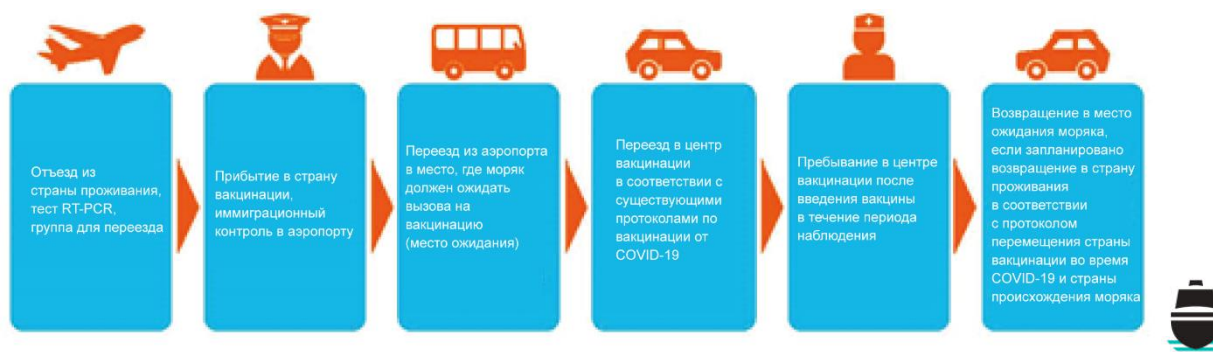 Отъезд из
страны проживания,
тест RT-PCR,
группа для переезда
Прибытие в страну
вакцинации,
иммиграционный
контроль в аэропорту
Переезд из аэропорта
в место, где моряк
должен ожидать
вызова на
вакцинацию
(место ожидания)
Переезд в центр
вакцинации
в соответствии с
существующими
протоколами по
вакцинации от
COVID-19
Пребывание в центре
вакцинации после
введения вакцины
в течение периода
наблюдения
Возвращение в место
ожидания моряка,
если запланировано
возвращение в страну
проживания
в соответствии
с протоколом
перемещения страны
вакцинации во время
COVID-19 и страны
происхождения моряка